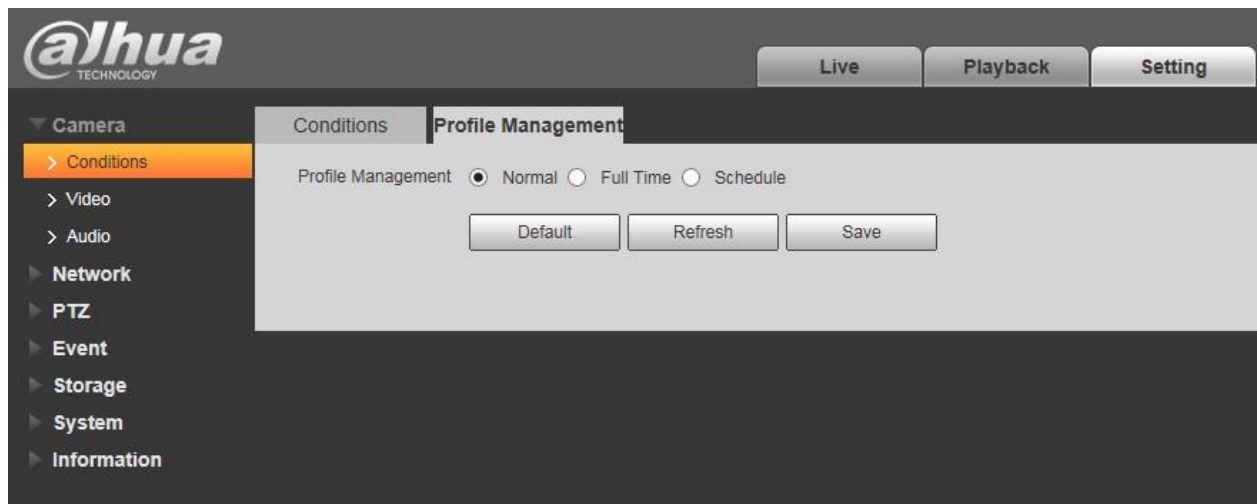 alhua
TECHNOLOGY
Live Playback Setting
Camera
Conditions
Video
Audio
Network
PTZ
Event
Storage
System
Information
Conditions Profile Management
Profile Management Normal Full Time Schedule
Default Refresh Save